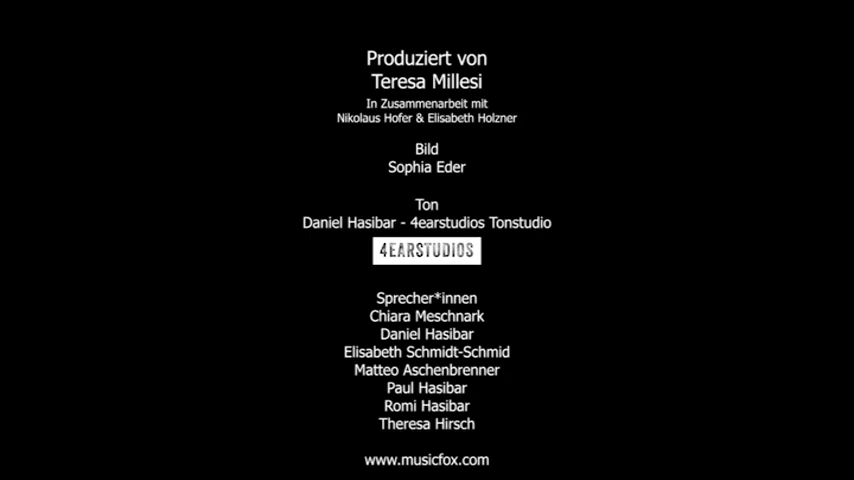 Produziert von
Teresa Millesi
In Zusammenarbeit mit
Nikolaus Hofer & Elisabeth Holzner
Bild
Sophia Eder
Ton
Daniel Hasibar - 4earstudios Tonstudio
4EARSTUDIOS
Sprecher*innen
Chiara Meschnark
Daniel Hasibar
Elisabeth Schmidt-Schmid
Matteo Aschenbrenner
Paul Hasibar
Romi Hasibar
Theresa Hirsch
www.musicfox.com